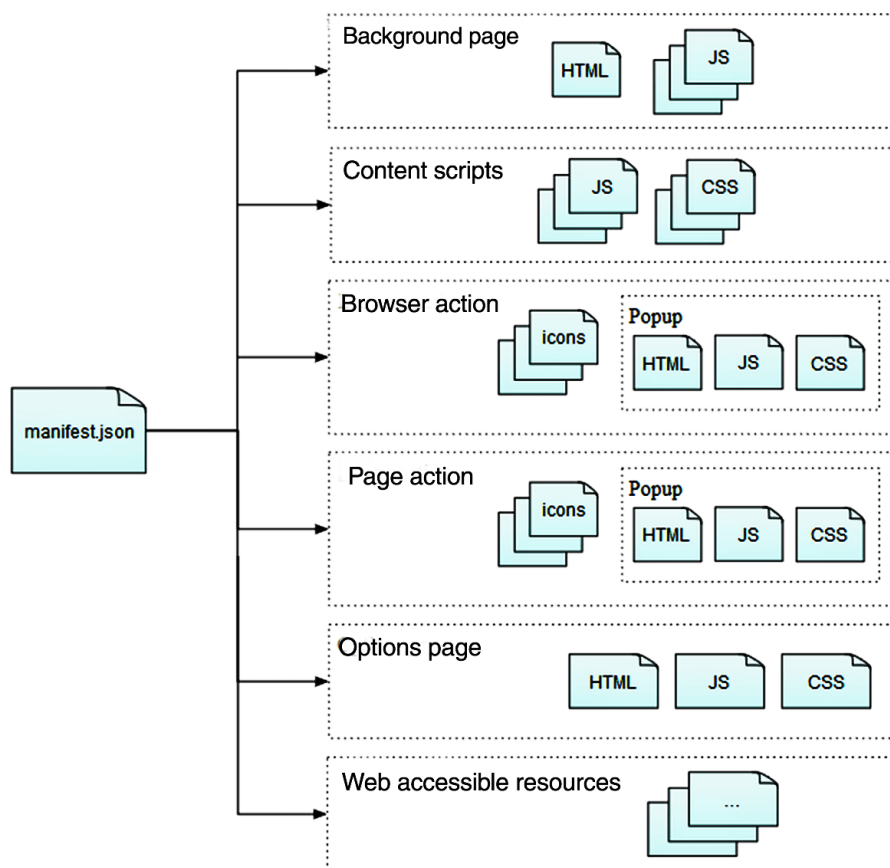 Background page
HTML
JS
Content scripts
JS
CSS
Browser action
icons
Popup
HTML
JS
CSS
manifest.json
Page action
icons
Popup
HTML
JS
CSS
Options page
HTML
JS
CSS
Web accessible resources
...